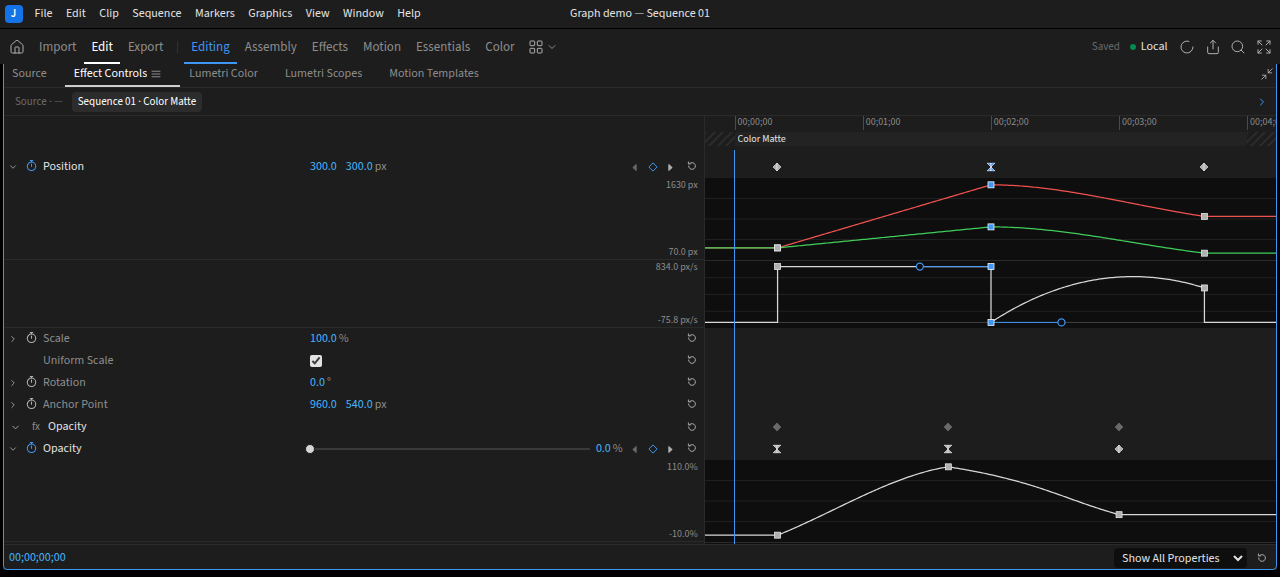 J File Edit Clip Sequence Markers Graphics View Window Help Graph demo — Sequence 01
Import Edit Export Editing Assembly Effects Motion Essentials Color Saved Local
Source Effect Controls Lumetri Color Lumetri Scopes Motion Templates
Source · — Sequence 01 · Color Matte
00;00;00 00;01;00 00;02;00 00;03;00 00;04;
Color Matte
Position 300.0 300.0 px
1630 px
70.0 px
834.0 px/s
-75.8 px/s
Scale 100.0 %
Uniform Scale
Rotation 0.0 °
Anchor Point 960.0 540.0 px
fx Opacity
Opacity 0.0 %
110.0%
-10.0%
00;00;00;00 Show All Properties